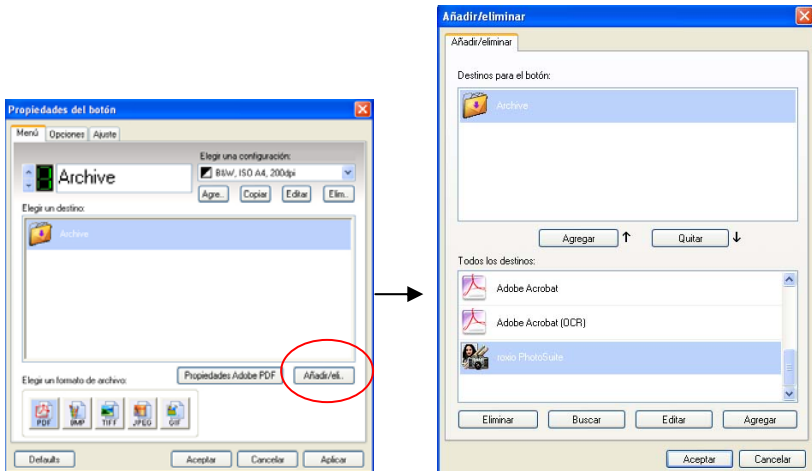 Propiedades del botón
Menú Opciones Ajuste
Elegir una configuración:
Archive
B&W, ISO A4, 200dpi
Agre.. Copiar Editar Elim..
Elegir un destino:
Archive
Propiedades Adobe PDF Añadir/eli..
Elegir un formato de archivo:
PDF BMP TIFF JPEG GIF
Defaults Aceptar Cancelar Aplicar
Añadir/eliminar
Añadir/eliminar
Destinos para el botón:
Archive
Agregar Quitar
Todos los destinos:
Adobe Acrobat
Adobe Acrobat (OCR)
roxio PhotoSuite
Eliminar Buscar Editar Agregar
Aceptar Cancelar